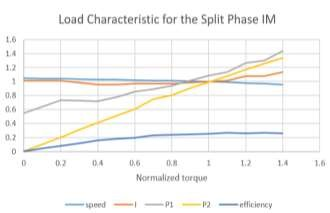 Load Characteristic for the Split Phase IM
1.6
1.4
1.2
1
0.8
0.6
0.4
0.2
0
0 0.2 0.4 0.6 0.8 1 1.2 1.4 1.6
Normalized torque
speed I P1 P2 efficiency